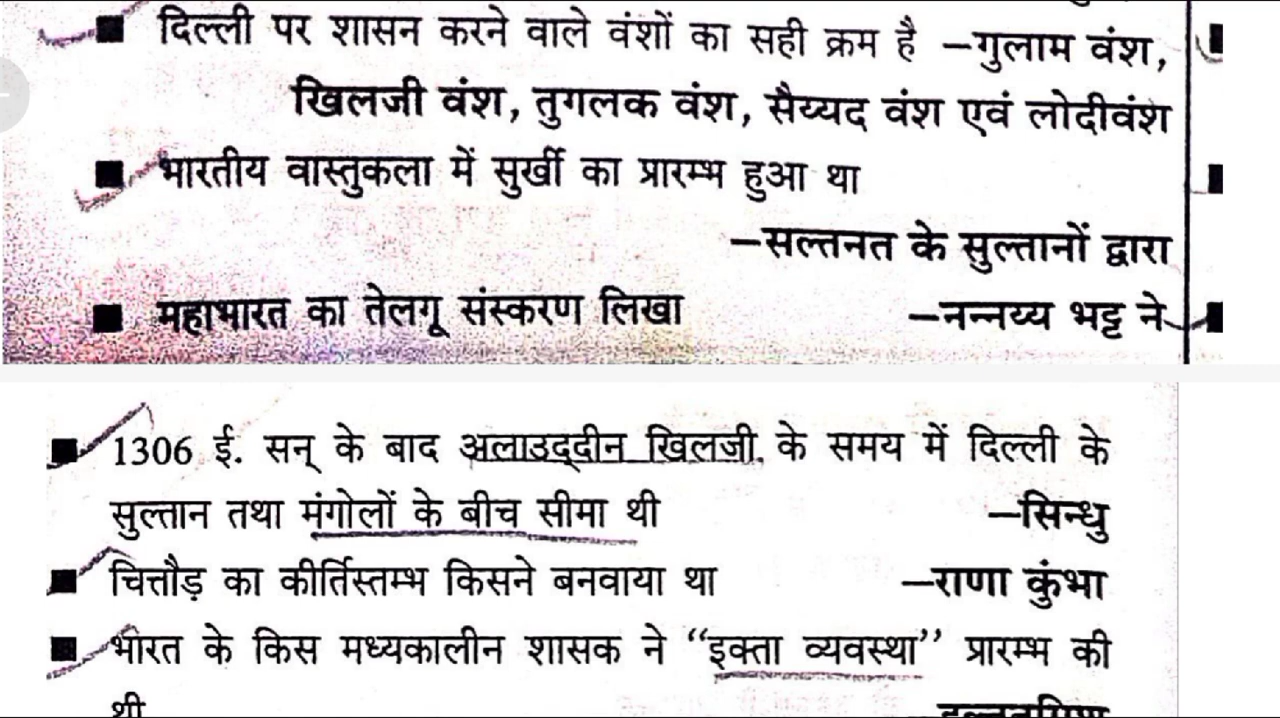 दिल्ली पर शासन करने वाले वंशों का सही क्रम है –गुलाम वंश,
खिलजी वंश, तुगलक वंश, सैय्यद वंश एवं लोदीवंश
भारतीय वास्तुकला में सुर्खी का प्रारम्भ हुआ था
–सल्तनत के सुल्तानों द्वारा
महाभारत का तेलगू संस्करण लिखा –नन्नय्य भट्ट ने
1306 ई. सन् के बाद अलाउद्दीन खिलजी के समय में दिल्ली के
सुल्तान तथा मंगोलों के बीच सीमा थी –सिन्धु
चित्तौड़ का कीर्तिस्तम्भ किसने बनवाया था –राणा कुंभा
भारत के किस मध्यकालीन शासक ने “इक्ता व्यवस्था” प्रारम्भ की
थी